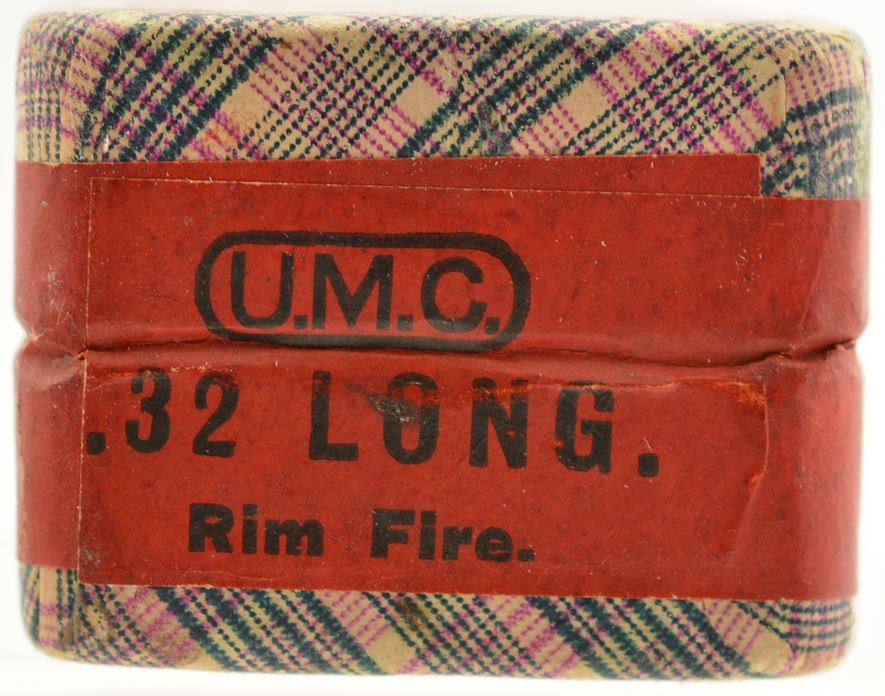 U.M.C.
.32 LONG.
Rim Fire.